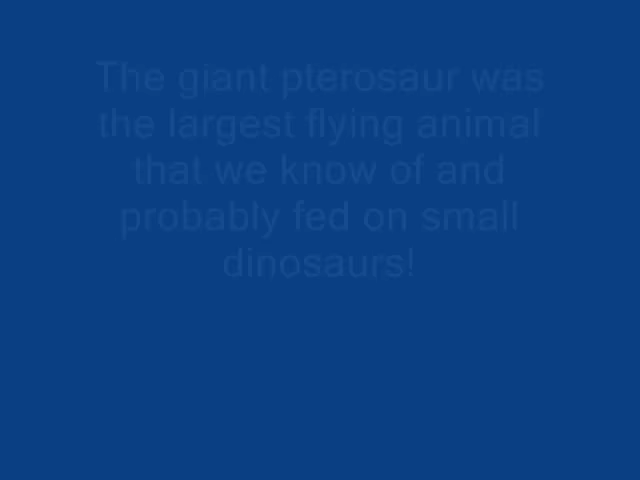 The giant pterosaur was
the largest flying animal
that we know of and
probably fed on small
dinosaurs!